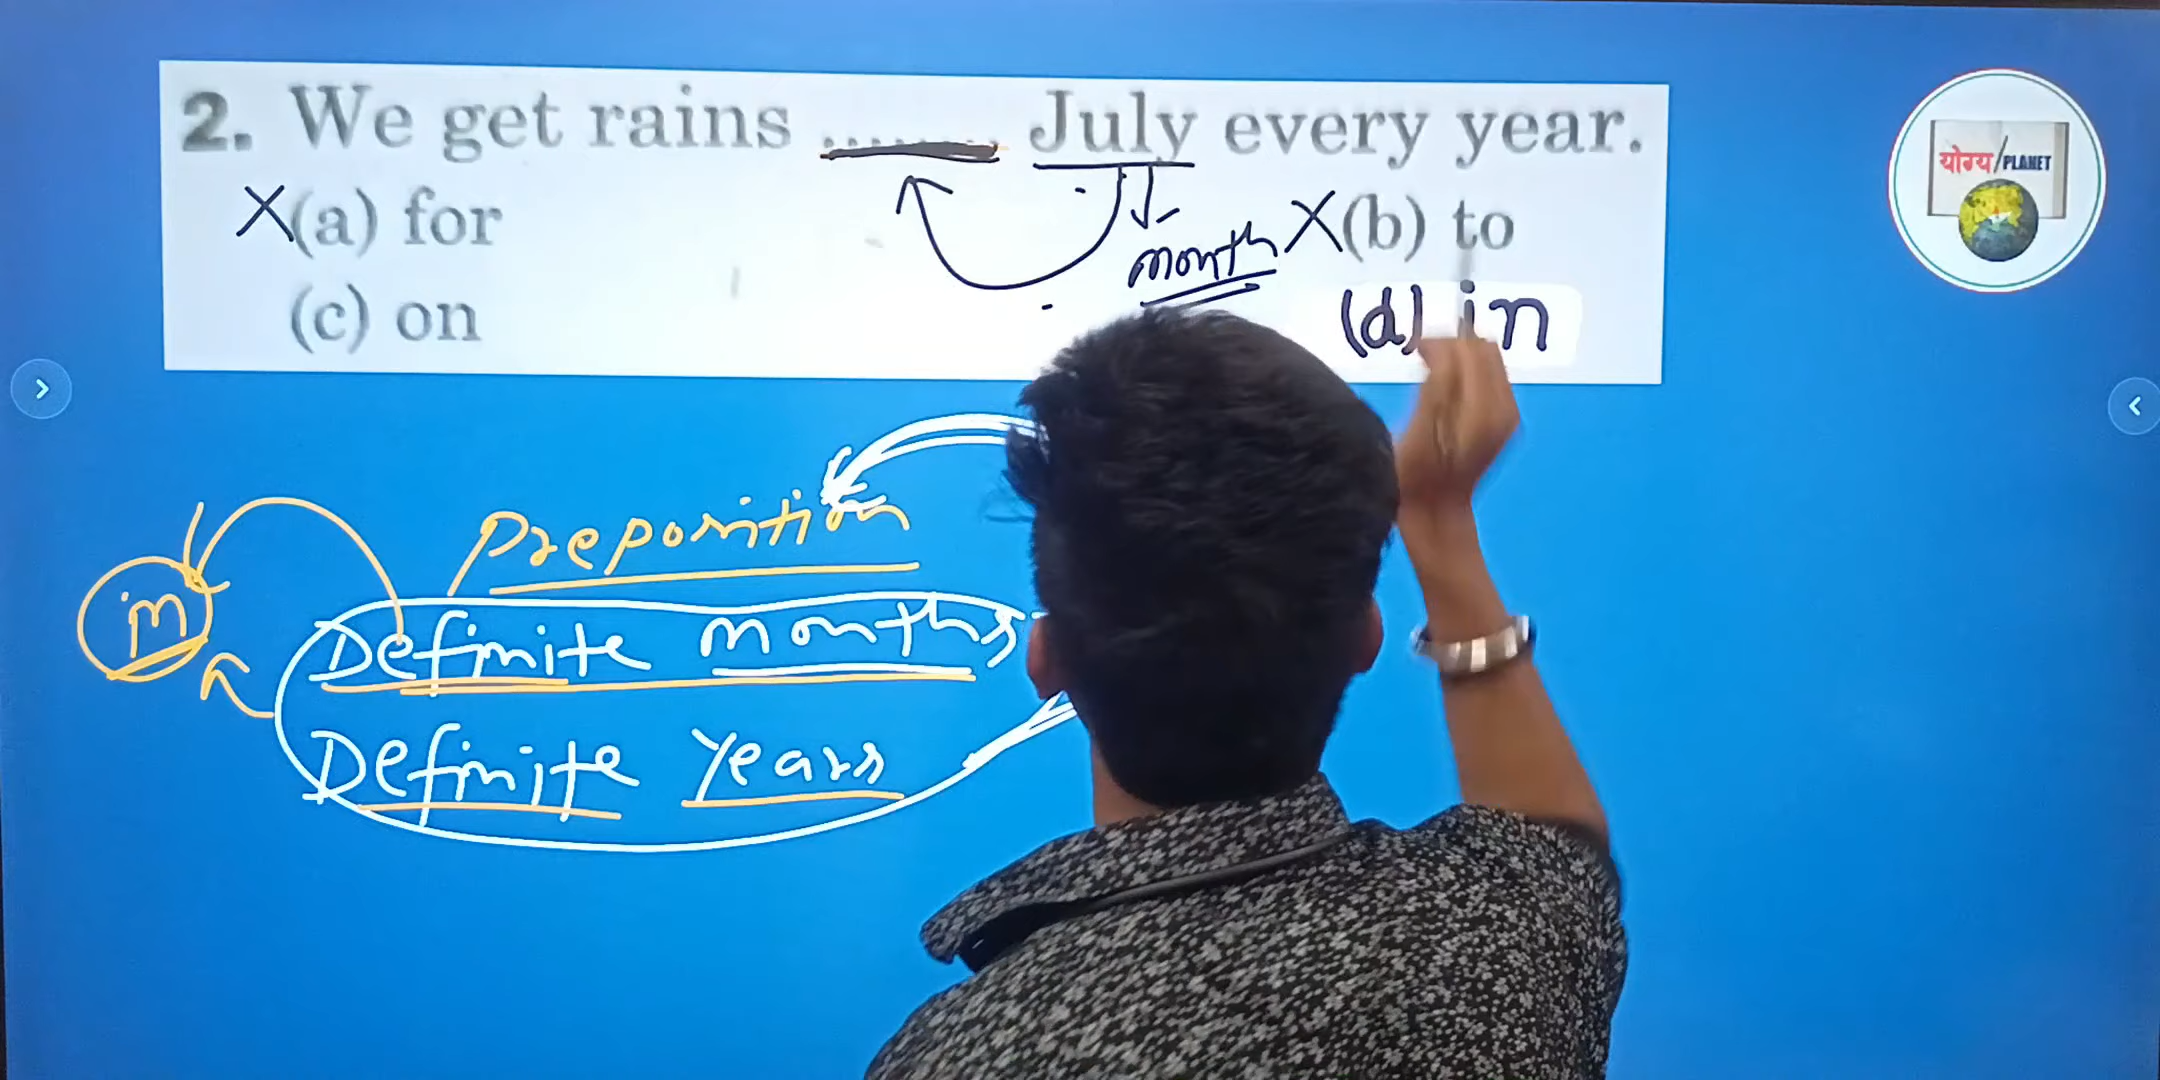 2. We get rains ......... July every year.
X(a) for
X(b) to
month
(c) on
(d) in
योग्य/PLANET
preposition
in
Definite months
Definite years